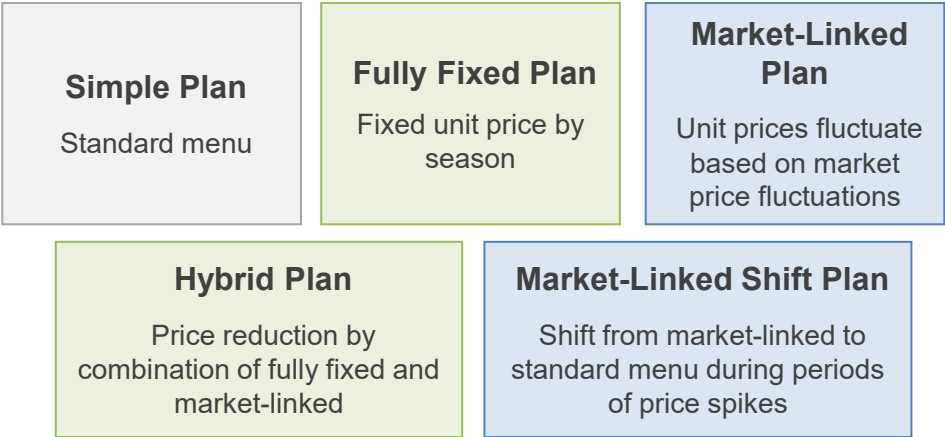 Simple Plan
Standard menu
Fully Fixed Plan
Fixed unit price by
season
Market-Linked
Plan
Unit prices fluctuate
based on market
price fluctuations
Hybrid Plan
Price reduction by
combination of fully fixed and
market-linked
Market-Linked Shift Plan
Shift from market-linked to
standard menu during periods
of price spikes